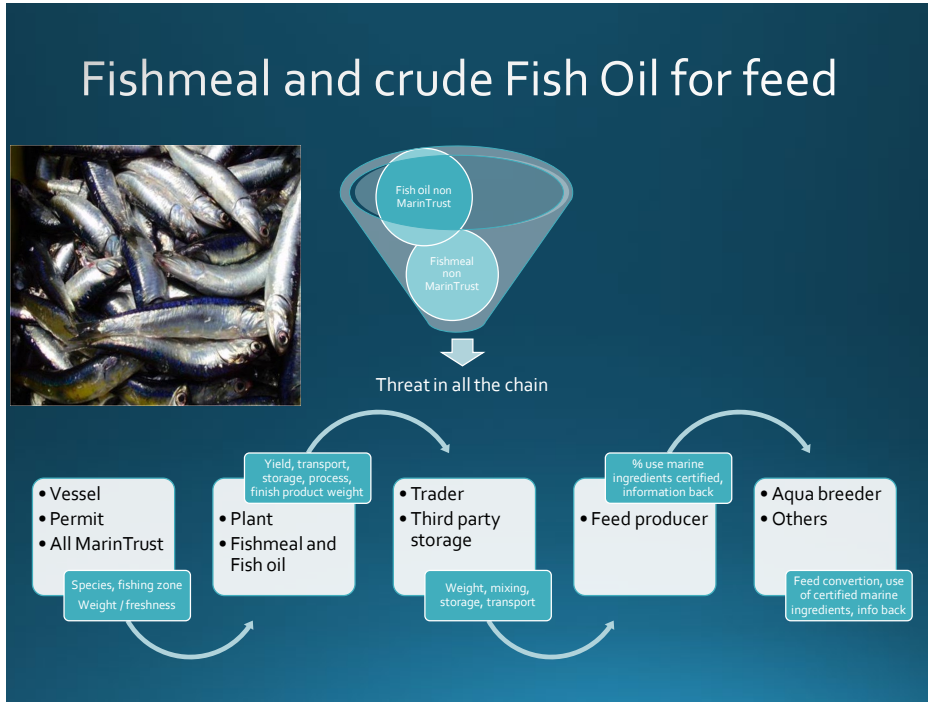 Fishmeal and crude Fish Oil for feed
Fish oil non
MarinTrust
Fishmeal
non
MarinTrust
Threat in all the chain
• Vessel
• Permit
• All MarinTrust
Species, fishing zone
Weight / freshness
Yield, transport,
storage, process,
finish product weight
• Plant
• Fishmeal and
Fish oil
• Trader
• Third party
storage
Weight, mixing,
storage, transport
% use marine
ingredients certified,
information back
• Feed producer
• Aqua breeder
• Others
Feed convertion, use
of certified marine
ingredients, info back